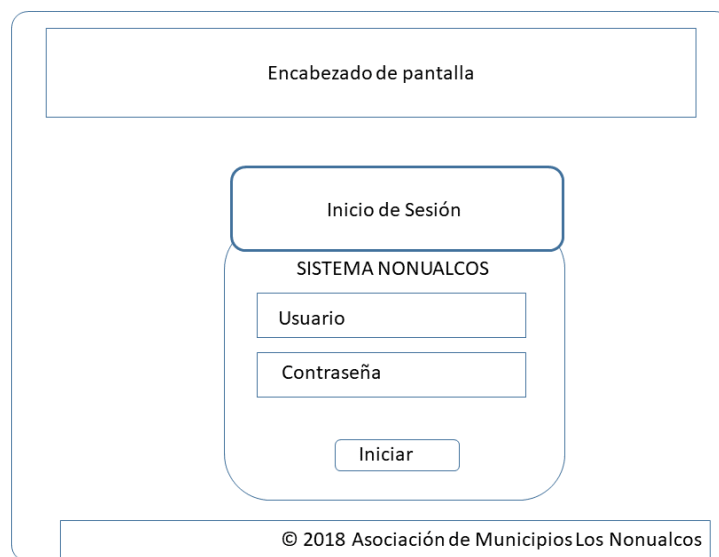 Encabezado de pantalla
Inicio de Sesión
SISTEMA NONUALCOS
Usuario
Contraseña
Iniciar
© 2018 Asociación de Municipios Los Nonualcos